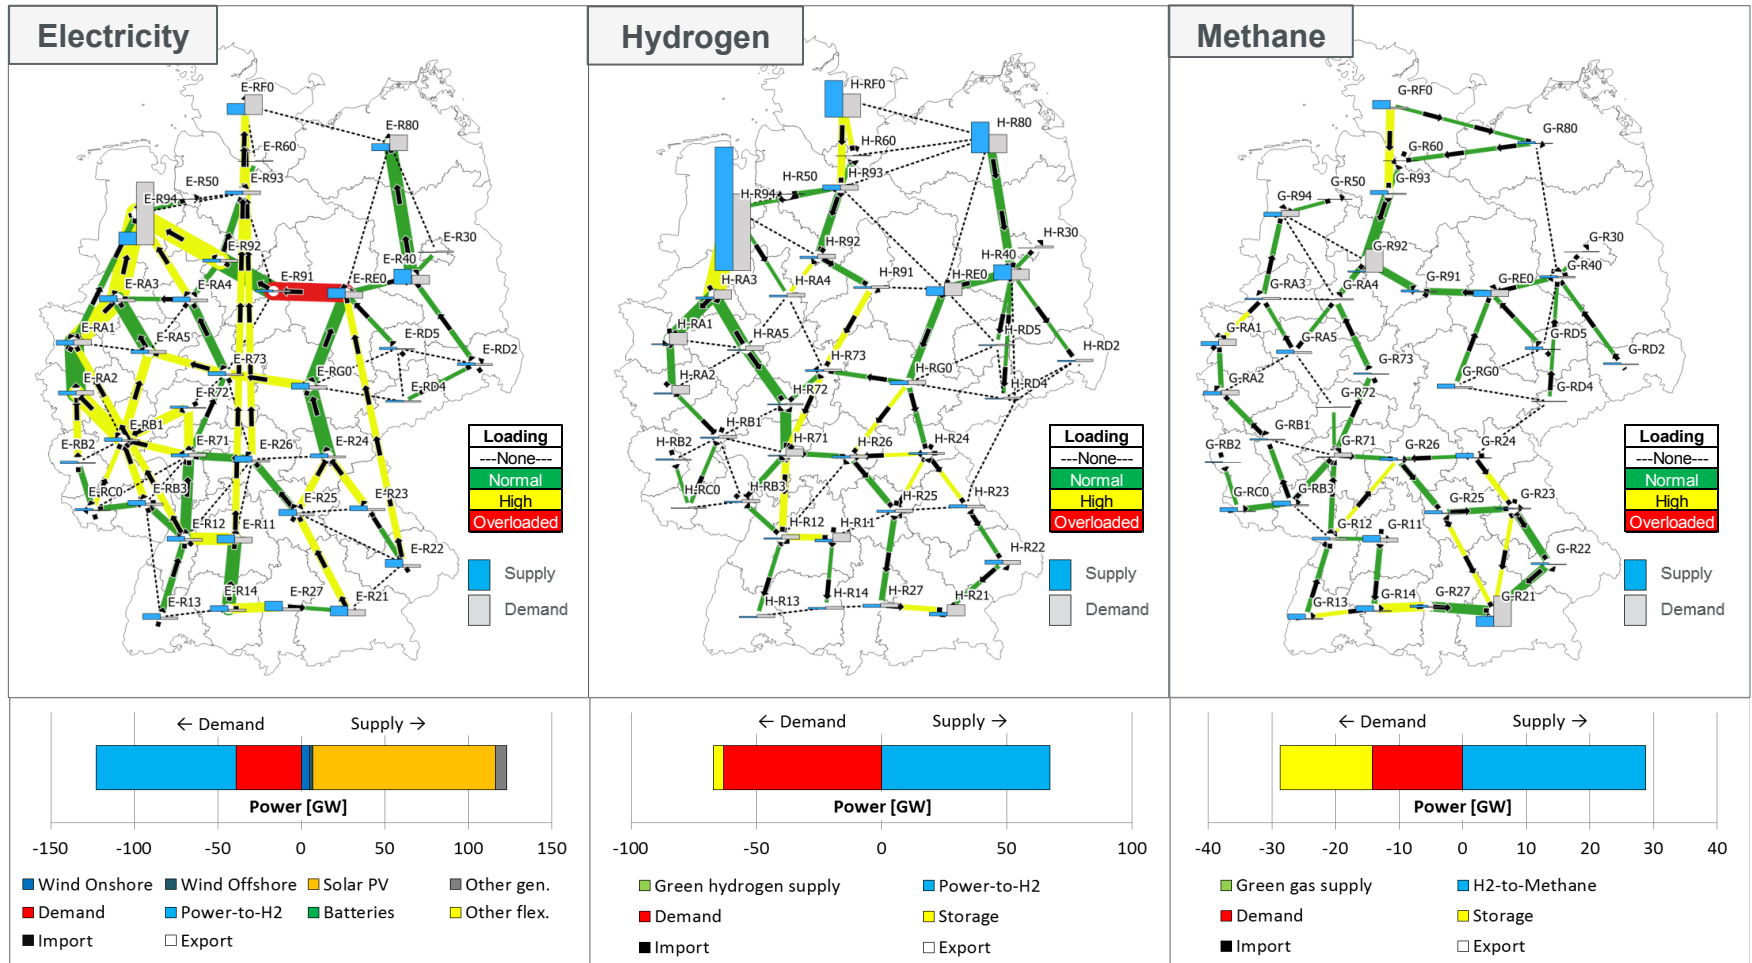 Electricity
E-RF0
E-R80
E-R60
E-R93
E-R50
E-R94
E-R30
E-R92
E-R40
E-R91
E-RE0
E-RA3
E-RA4
E-RA1
E-RA5
E-RD5
E-RD2
E-R73
E-RG0
E-RA2
E-R72
E-RD4
E-RB1
E-RB2
E-R71
E-R26
E-R24
E-RC0
E-RB3
E-R25
E-R23
E-R12
E-R11
E-R22
E-R14
E-R27
E-R21
E-R13
Loading
---None---
Normal
High
Overloaded
Supply
Demand
Hydrogen
H-RF0
H-R80
H-R60
H-R93
H-R50
H-R94
H-R30
H-R92
H-R40
H-R91
H-RE0
H-RA3
H-RA4
H-RA1
H-RA5
H-RD5
H-RD2
H-R73
H-RG0
H-RA2
H-R72
H-RD4
H-RB1
H-RB2
H-R71
H-R26
H-R24
H-RC0
H-RB3
H-R25
H-R23
H-R12
H-R11
H-R22
H-R14
H-R27
H-R21
H-R13
Loading
---None---
Normal
High
Overloaded
Supply
Demand
Methane
G-RF0
G-R80
G-R60
G-R93
G-R50
G-R94
G-R30
G-R92
G-R40
G-R91
G-RE0
G-RA3
G-RA4
G-RA1
G-RA5
G-RD5
G-RD2
G-R73
G-RG0
G-RA2
G-R72
G-RD4
G-RB1
G-RB2
G-R71
G-R26
G-R24
G-RC0
G-RB3
G-R25
G-R23
G-R12
G-R11
G-R22
G-R14
G-R27
G-R21
G-R13
Loading
---None---
Normal
High
Overloaded
Supply
Demand
← Demand Supply →
Power [GW]
-150 -100 -50 0 50 100 150
Wind Onshore Wind Offshore Solar PV Other gen.
Demand Power-to-H2 Batteries Other flex.
Import Export
← Demand Supply →
Power [GW]
-100 -50 0 50 100
Green hydrogen supply Power-to-H2
Demand Storage
Import Export
← Demand Supply →
Power [GW]
-40 -30 -20 -10 0 10 20 30 40
Green gas supply H2-to-Methane
Demand Storage
Import Export